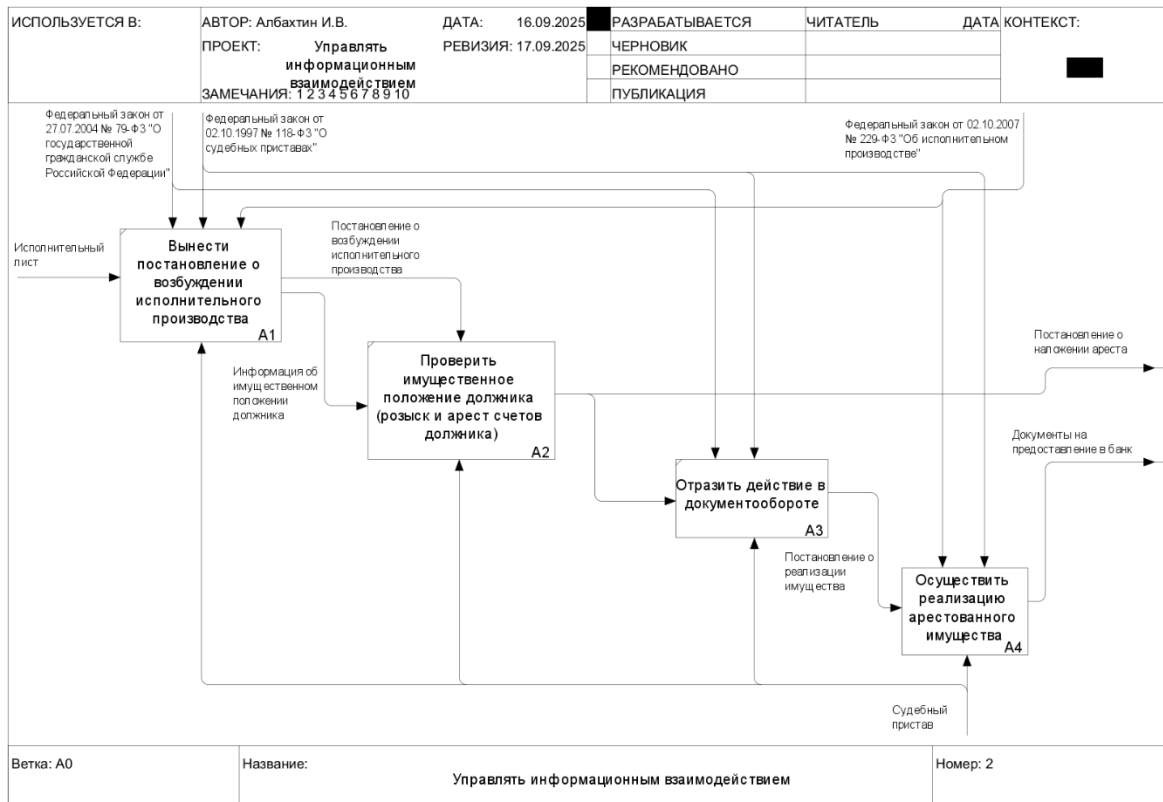 ИСПОЛЬЗУЕТСЯ В:
АВТОР: Албахтин И.В.
ДАТА: 16.09.2025
РАЗРАБАТЫВАЕТСЯ
ЧИТАТЕЛЬ
ДАТА
КОНТЕКСТ:
ПРОЕКТ: Управлять
информационным
взаимодействием
РЕВИЗИЯ: 17.09.2025
ЧЕРНОВИК
РЕКОМЕНДОВАНО
ЗАМЕЧАНИЯ: 1 2 3 4 5 6 7 8 9 10
ПУБЛИКАЦИЯ
Федеральный закон от
27.07.2004 № 79-ФЗ "О
государственной
гражданской службе
Российской Федерации"
Федеральный закон от
02.10.1997 № 118-ФЗ "О
судебных приставах"
Федеральный закон от 02.10.2007
№ 229-ФЗ "Об исполнительном
производстве"
Исполнительный
лист
Вынести
постановление о
возбуждении
исполнительного
производства
A1
Постановление о
возбуждении
исполнительного
производства
Информация об
имущественном
положении
должника
Проверить
имущественное
положение должника
(розыск и арест счетов
должника)
A2
Постановление о
наложении ареста
Документы на
предоставление в банк
Отразить действие в
документообороте
A3
Постановление о
реализации
имущества
Осуществить
реализацию
арестованного
имущества
A4
Судебный
пристав
Ветка: A0
Название:
Управлять информационным взаимодействием
Номер: 2